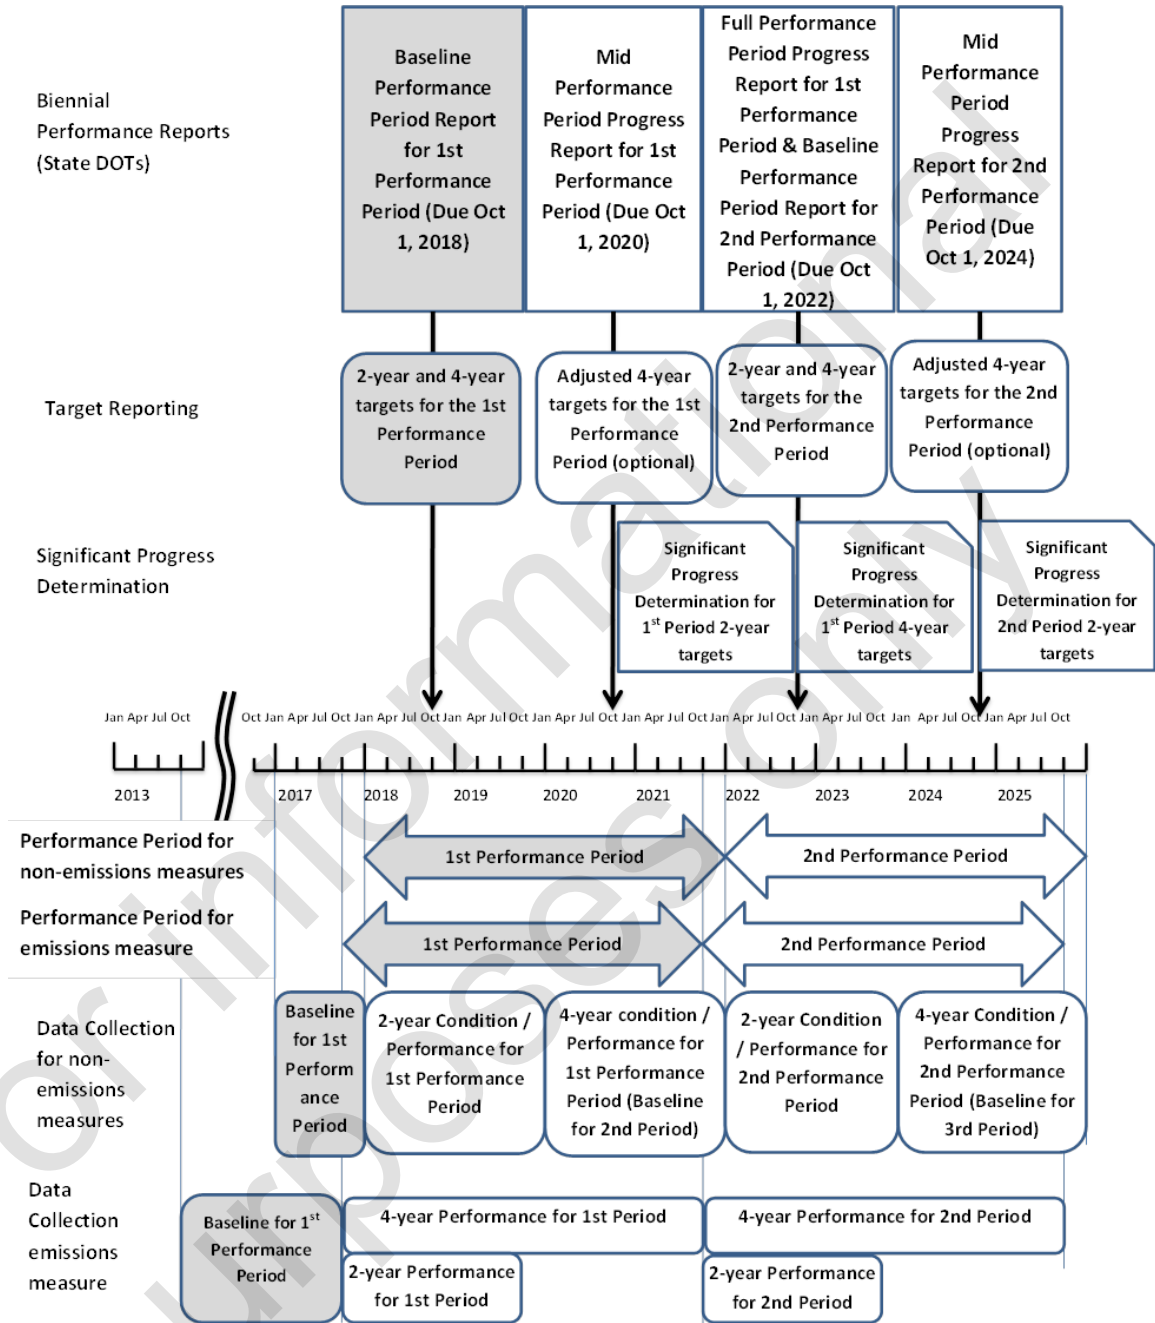 Biennial
Performance Reports
(State DOTs)
Baseline
Performance
Period Report
for 1st
Performance
Period (Due Oct
1, 2018)
Mid
Performance
Period Progress
Report for 1st
Performance
Period (Due Oct
1, 2020)
Full Performance
Period Progress
Report for 1st
Performance
Period & Baseline
Performance
Period Report for
2nd Performance
Period (Due Oct
1, 2022)
Mid
Performance
Period
Progress
Report for 2nd
Performance
Period (Due
Oct 1, 2024)
Target Reporting
2-year and 4-year
targets for the 1st
Performance
Period
Adjusted 4-year
targets for the 1st
Performance
Period (optional)
2-year and 4-year
targets for the
2nd Performance
Period
Adjusted 4-year
targets for the 2nd
Performance
Period (optional)
Significant Progress
Determination
Significant
Progress
Determination for
1st Period 2-year
targets
Significant
Progress
Determination for
1st Period 4-year
targets
Significant
Progress
Determination for
2nd Period 2-year
targets
Jan Apr Jul Oct
Oct Jan Apr Jul Oct Jan Apr Jul Oct Jan Apr Jul Oct Jan Apr Jul Oct Jan Apr Jul Oct Jan Apr Jul Oct Jan Apr Jul Oct Jan Apr Jul Oct Jan Apr Jul Oct
2013
2017 2018 2019 2020 2021 2022 2023 2024 2025
Performance Period for
non-emissions measures
1st Performance Period
2nd Performance Period
Performance Period for
emissions measure
1st Performance Period
2nd Performance Period
Data Collection
for non-
emissions
measures
Baseline
for 1st
Perform
ance
Period
2-year Condition /
Performance for
1st Performance
Period
4-year condition /
Performance for
1st Performance
Period (Baseline
for 2nd Period)
2-year Condition
/ Performance for
2nd Performance
Period
4-year Condition /
Performance for
2nd Performance
Period (Baseline for
3rd Period)
Data
Collection
emissions
measure
Baseline for 1st
Performance
Period
4-year Performance for 1st Period
2-year Performance
for 1st Period
4-year Performance for 2nd Period
2-year Performance
for 2nd Period
or informational
urposes only